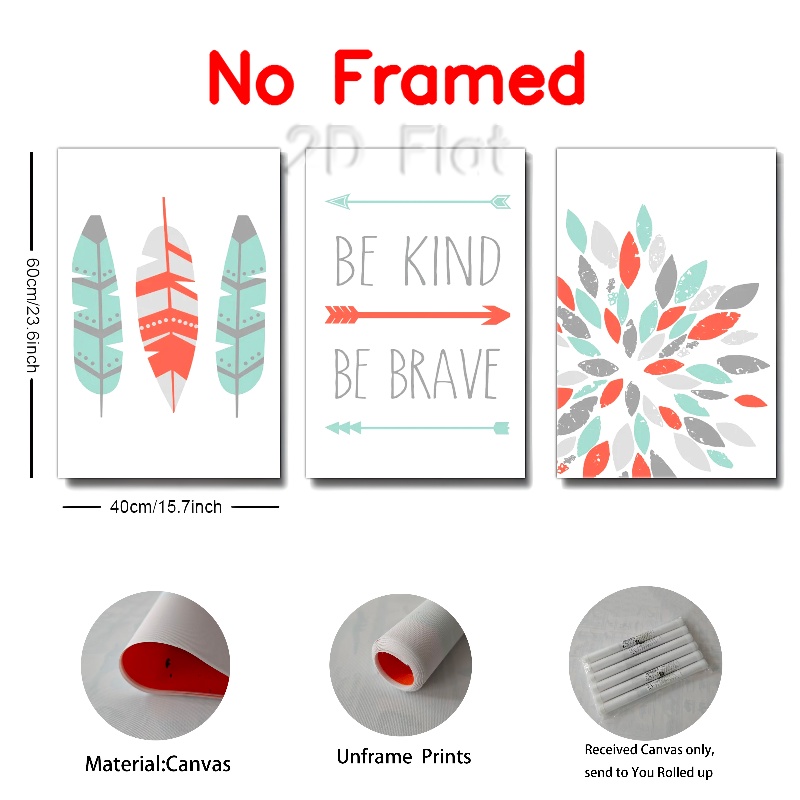 No Framed
2D Flat
60cm/23.6inch
BE KIND
BE BRAVE
40cm/15.7inch
Material:Canvas
Unframe Prints
Received Canvas only,
send to You Rolled up